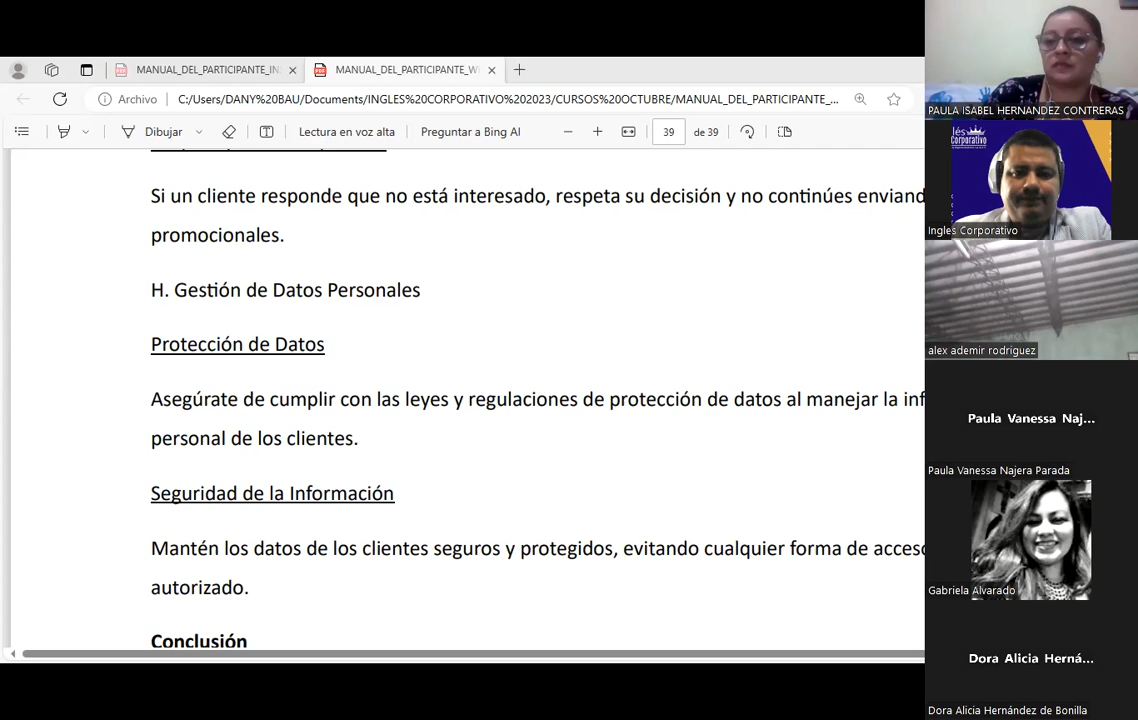 MANUAL_DEL_PARTICIPANTE_IN
MANUAL_DEL_PARTICIPANTE_W
Archivo
C:/Users/DANY%20BAU/Documents/INGLES%20CORPORATIVO%202023/CURSOS%20OCTUBRE/MANUAL_DEL_PARTICIPANTE_...
Dibujar
Lectura en voz alta
Preguntar a Bing AI
39
de 39
Si un cliente responde que no está interesado, respeta su decisión y no continúes enviand
promocionales.
H. Gestión de Datos Personales
Protección de Datos
Asegúrate de cumplir con las leyes y regulaciones de protección de datos al manejar la inf
personal de los clientes.
Seguridad de la Información
Mantén los datos de los clientes seguros y protegidos, evitando cualquier forma de acceso
autorizado.
Conclusión
PAULA ISABEL HERNANDEZ CONTRERAS
lés
Corporativo
Ingles Corporativo
alex ademir rodriguez
Paula Vanessa Naj...
Paula Vanessa Najera Parada
Gabriela Alvarado
Dora Alicia Herná...
Dora Alicia Hernández de Bonilla